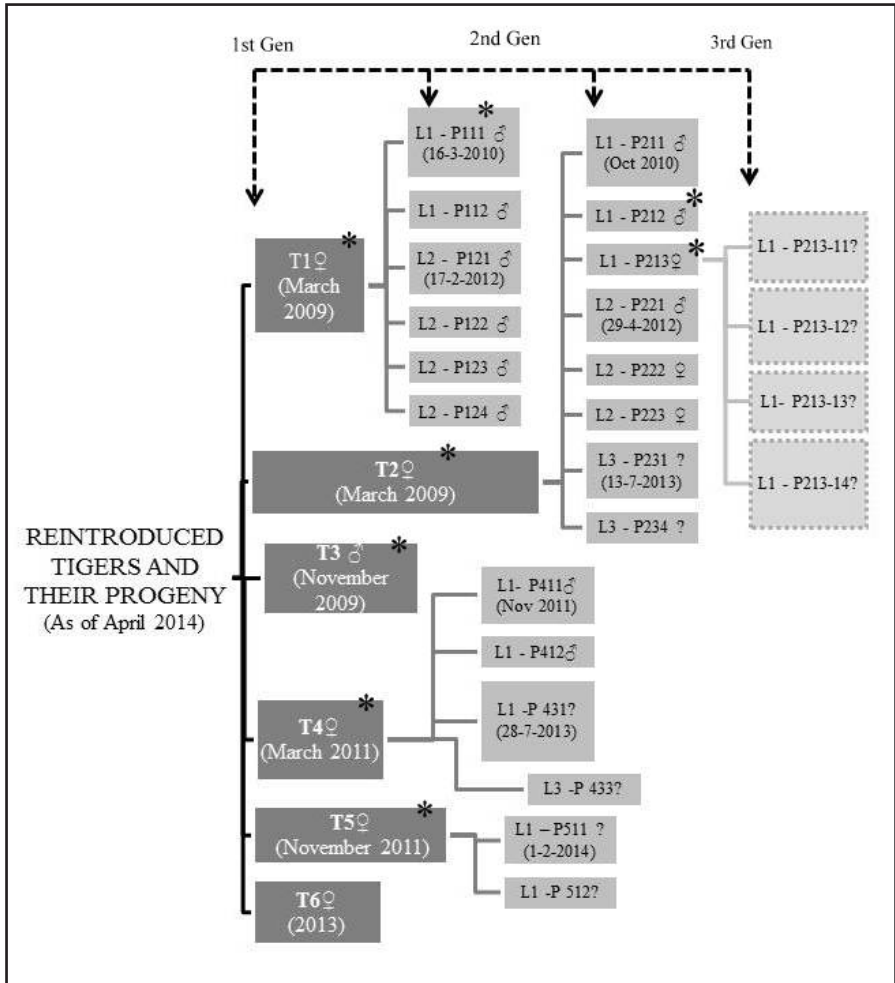 1st Gen
2nd Gen
3rd Gen
REINTRODUCED
TIGERS AND
THEIR PROGENY
(As of April 2014)
T1♀ *
(March
2009)
L1 - P111 ♂ *
(16-3-2010)
L1 - P112 ♂
L2 - P121 ♂
(17-2-2012)
L2 - P122 ♂
L2 - P123 ♂
L2 - P124 ♂
T2♀ *
(March 2009)
L1 - P211 ♂
(Oct 2010)
L1 - P212 ♂ *
L1 - P213♀ *
L2 - P221 ♂
(29-4-2012)
L2 - P222 ♀
L2 - P223 ♀
L3 - P231 ?
(13-7-2013)
L3 - P234 ?
L1 - P213-11?
L1 - P213-12?
L1- P213-13?
L1 - P213-14?
T3 ♂ *
(November
2009)
T4♀ *
(March 2011)
L1- P411♂
(Nov 2011)
L1 - P412♂
L1 -P 431?
(28-7-2013)
L3 -P 433?
T5♀ *
(November 2011)
L1 – P511 ?
(1-2-2014)
L1 -P 512?
T6♀
(2013)